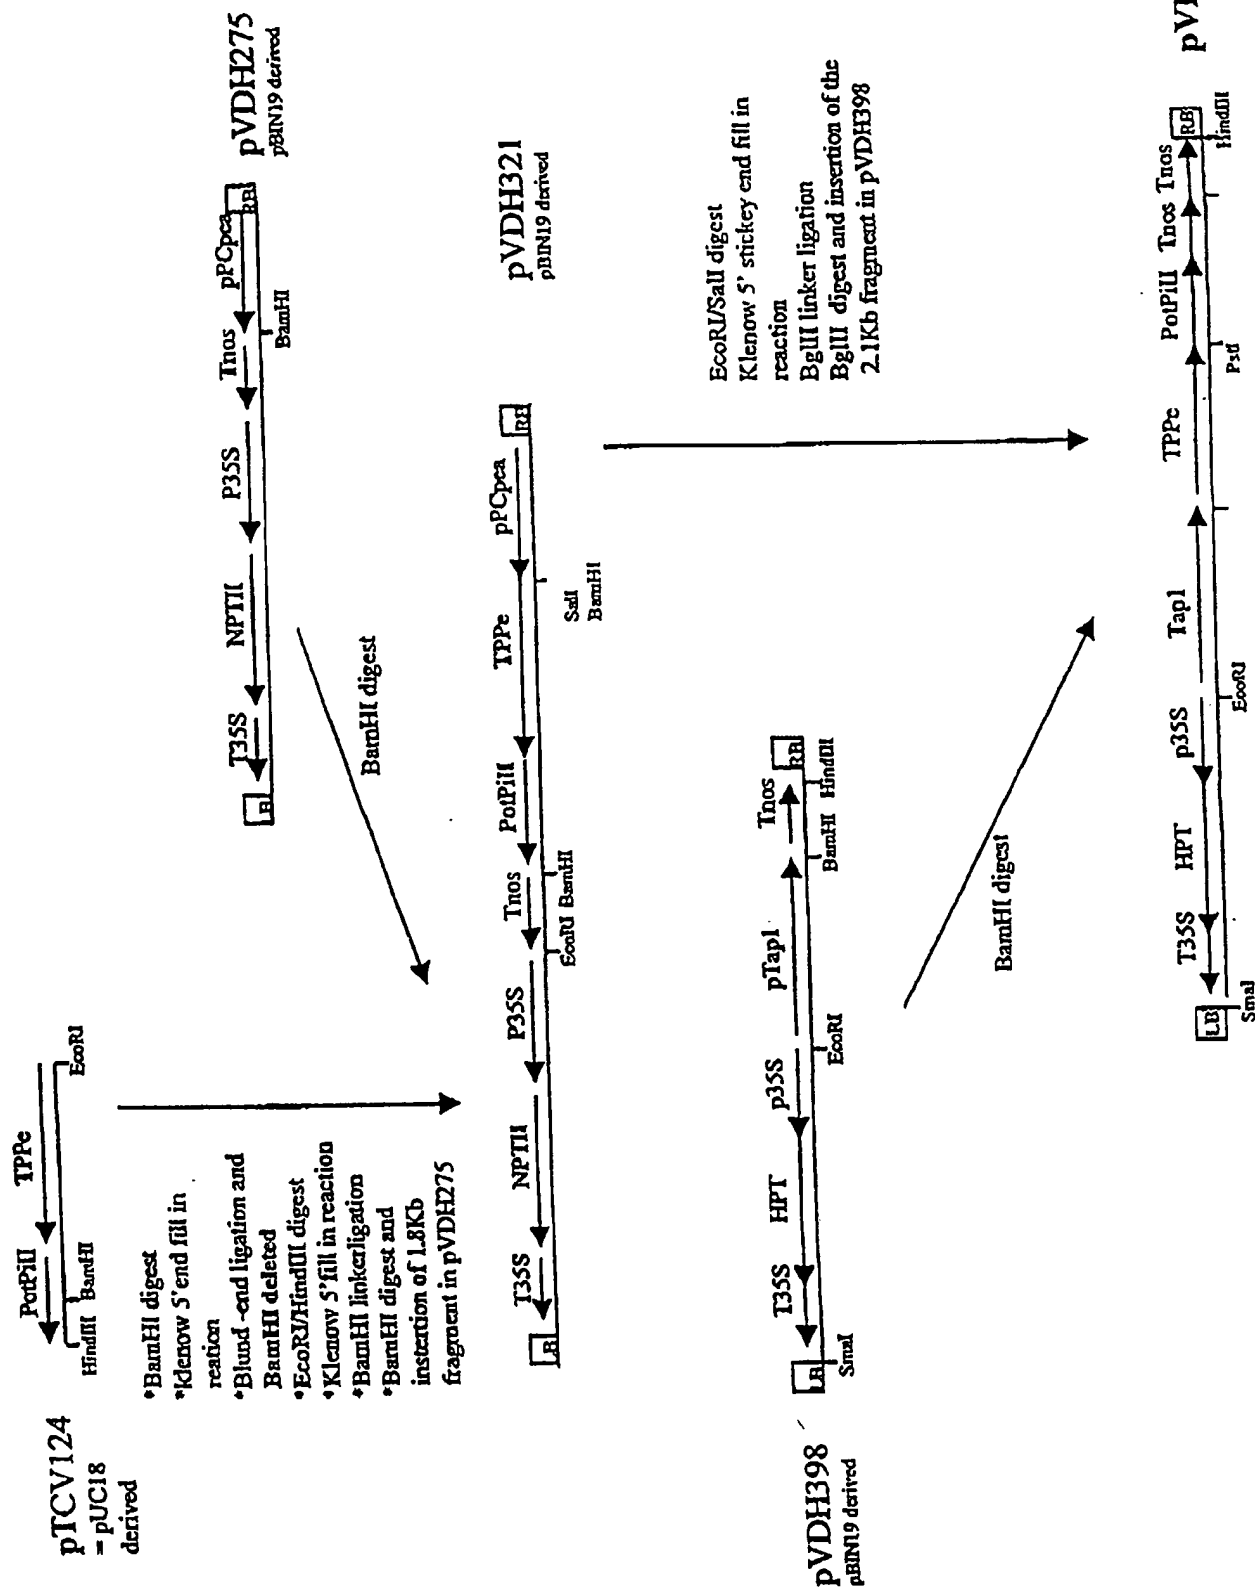 pTCV124
= pUC18
derived
PotPiII TPPe
HindIII BamHI EcoRI
*BamHI digest
*klenow 5'end fill in
reation
*Blund -end ligation and
BamHI deleted
*EcoRI/HindIII digest
*Klenow 5'fill in reaction
*BamHI linkerligation
*BamHI digest and
instertion of 1.8Kb
fragment in pVDH275
pVDH275
pBIN19 derived
LB T35S NPTII P35S Tnos pPCpea RB
BamHI
BamHI digest
pVDH321
pBIN19 derived
LB T35S NPTII P35S Tnos PotPiII TPPe pPCpea RB
EcoRI BamHI SalI
BamHI
pVDH398
pBIN19 derived
LB T35S HPT p35S pTap1 Tnos RB
SmaI EcoRI BamHI HindIII
BamHI digest
EcoRI/SalI digest
Klenow 5' stickey end fill in
reaction
BglII linker ligation
BglII digest and insertion of the
2.1Kb fragment in pVDH398
LB T35S HPT p35S Tap1 TPPe PotPiII Tnos Tnos RB
SmaI EcoRI PstI HindIII